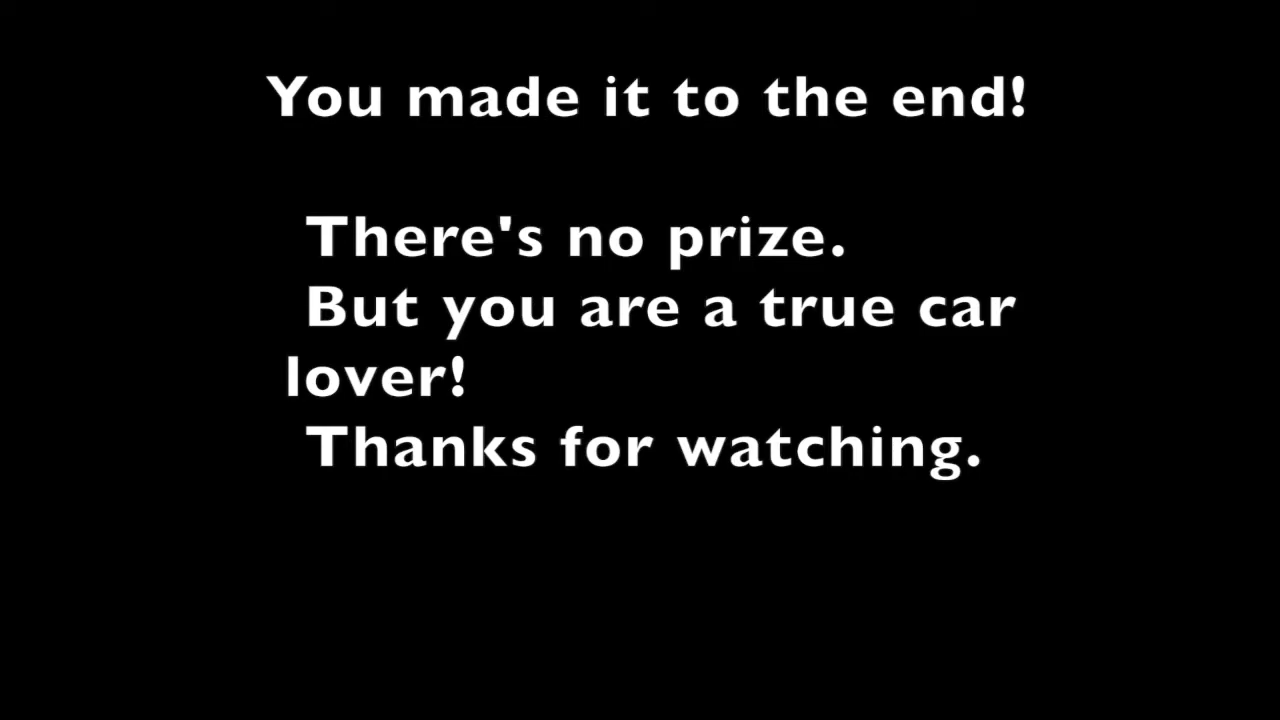 You made it to the end!
There's no prize.
But you are a true car
lover!
Thanks for watching.